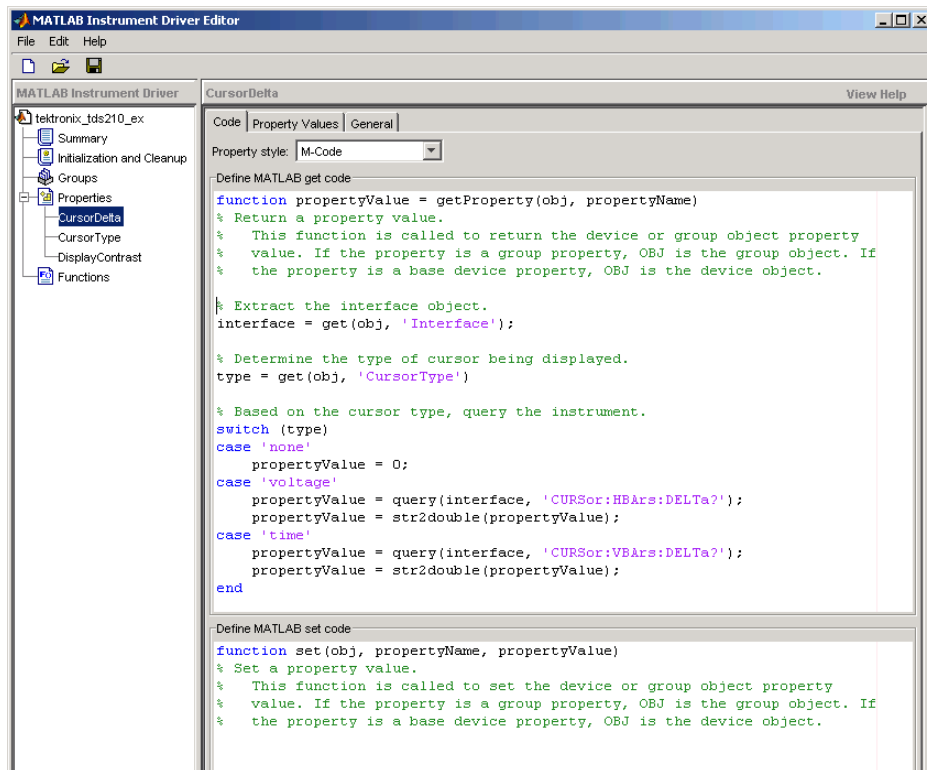 MATLAB Instrument Driver Editor
File Edit Help
MATLAB Instrument Driver
tektronix_tds210_ex
Summary
Initialization and Cleanup
Groups
Properties
CursorDelta
CursorType
DisplayContrast
Functions
CursorDelta View Help
Code Property Values General
Property style: M-Code
Define MATLAB get code
function propertyValue = getProperty(obj, propertyName)
% Return a property value.
%   This function is called to return the device or group object property
%   value. If the property is a group property, OBJ is the group object. If
%   the property is a base device property, OBJ is the device object.
% Extract the interface object.
interface = get(obj, 'Interface');
% Determine the type of cursor being displayed.
type = get(obj, 'CursorType')
% Based on the cursor type, query the instrument.
switch (type)
case 'none'
    propertyValue = 0;
case 'voltage'
    propertyValue = query(interface, 'CURSor:HBArs:DELTa?');
    propertyValue = str2double(propertyValue);
case 'time'
    propertyValue = query(interface, 'CURSor:VBArs:DELTa?');
    propertyValue = str2double(propertyValue);
end
Define MATLAB set code
function set(obj, propertyName, propertyValue)
% Set a property value.
%   This function is called to set the device or group object property
%   value. If the property is a group property, OBJ is the group object. If
%   the property is a base device property, OBJ is the device object.